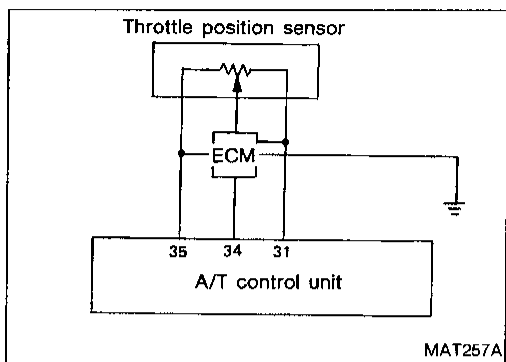 Throttle position sensor
ECM
35 34 31
A/T control unit
MAT257A